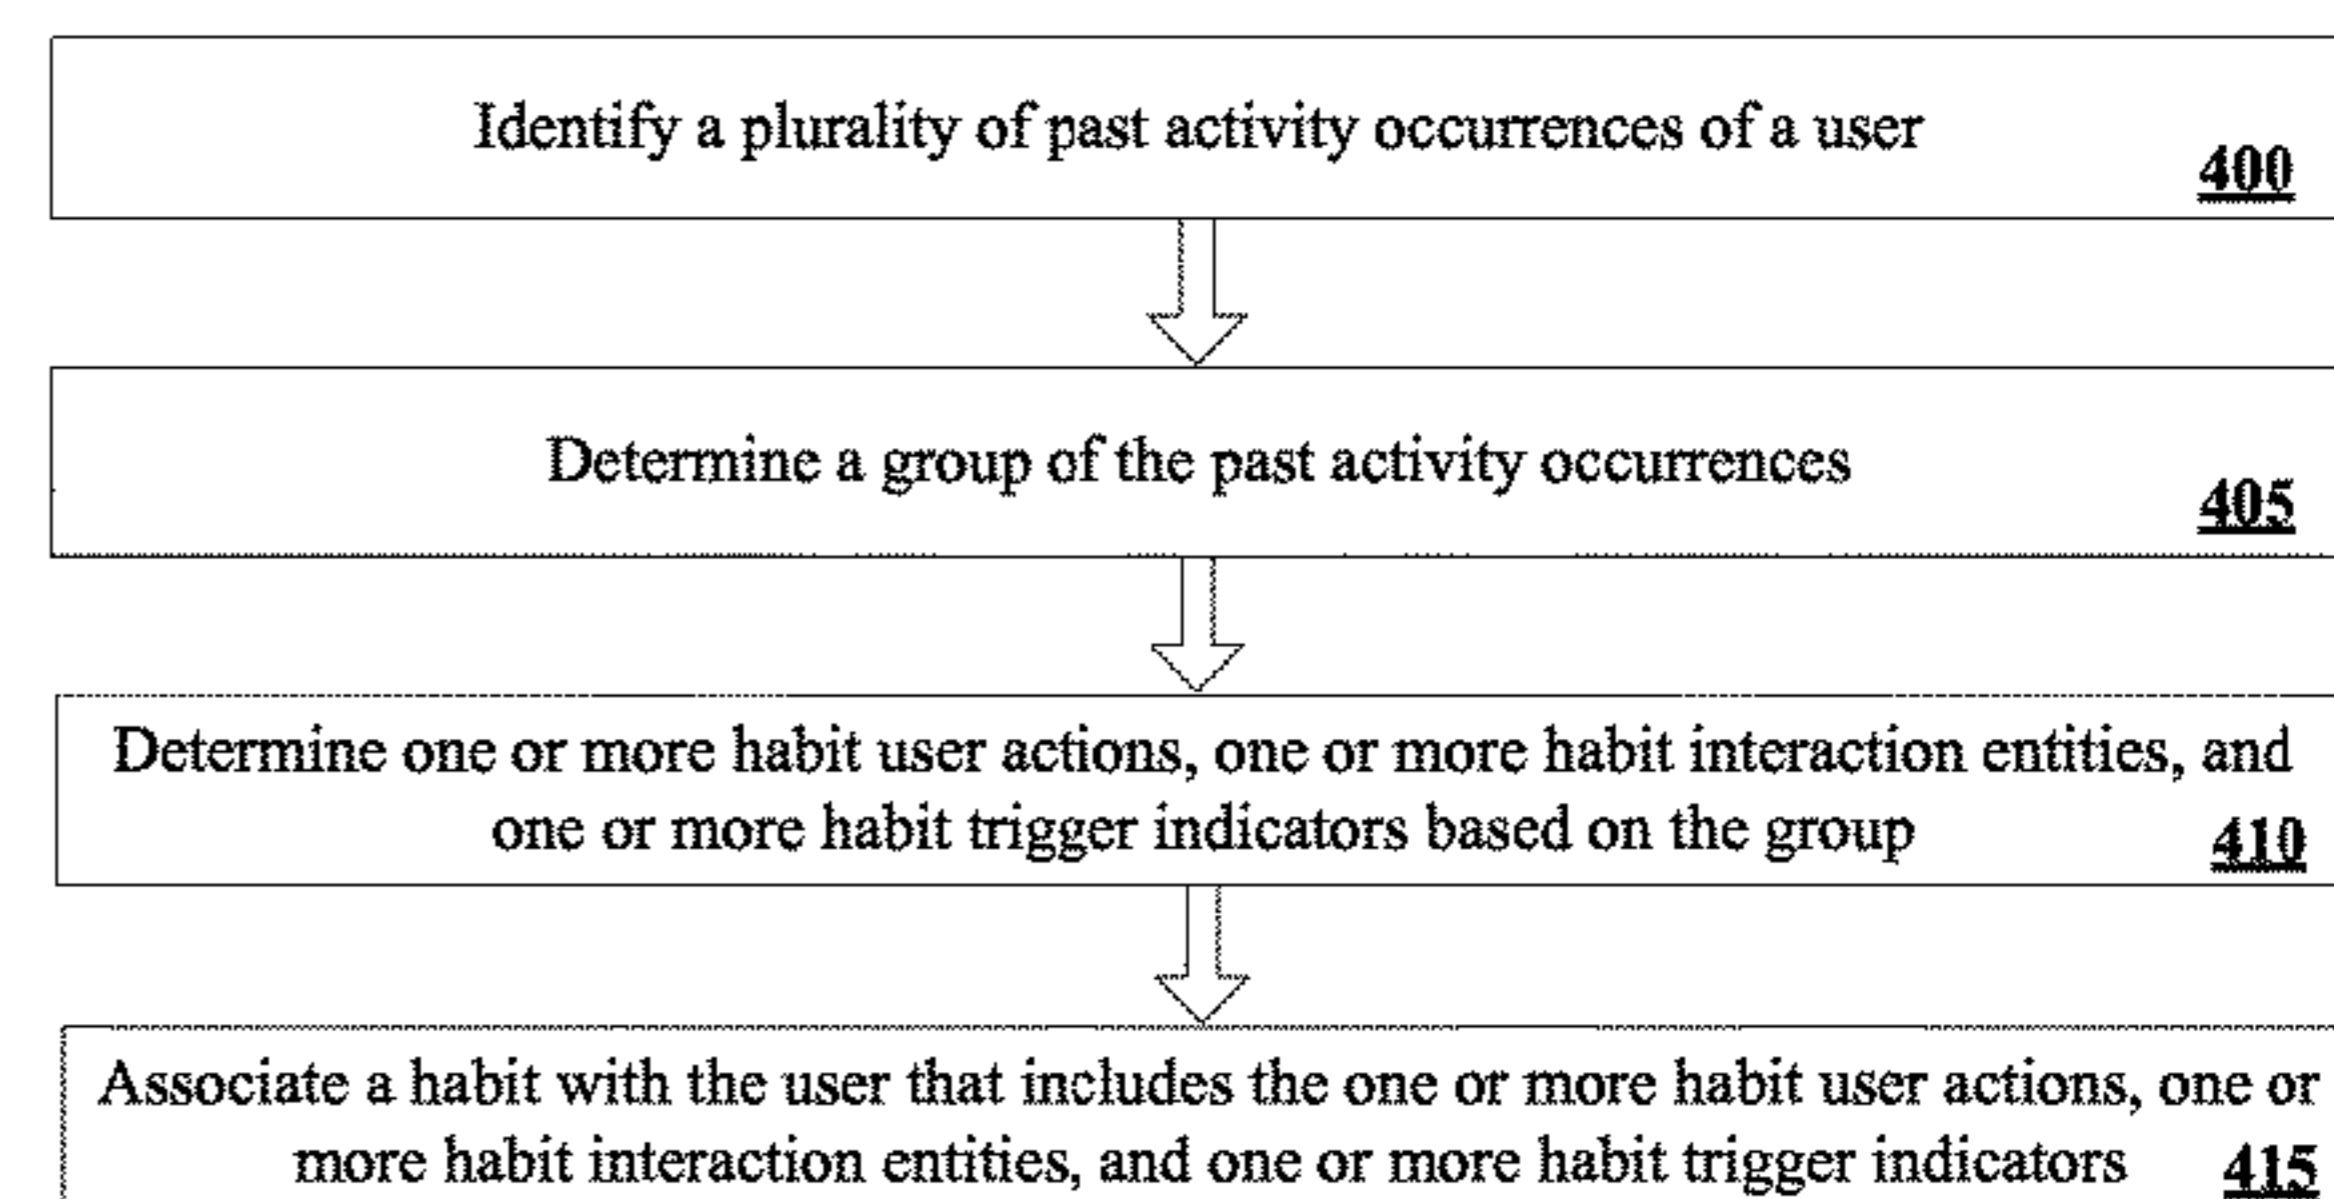 Identify a plurality of past activity occurrences of a user
400
Determine a group of the past activity occurrences
405
Determine one or more habit user actions, one or more habit interaction entities, and
one or more habit trigger indicators based on the group 410
Associate a habit with the user that includes the one or more habit user actions, one or
more habit interaction entities, and one or more habit trigger indicators 415